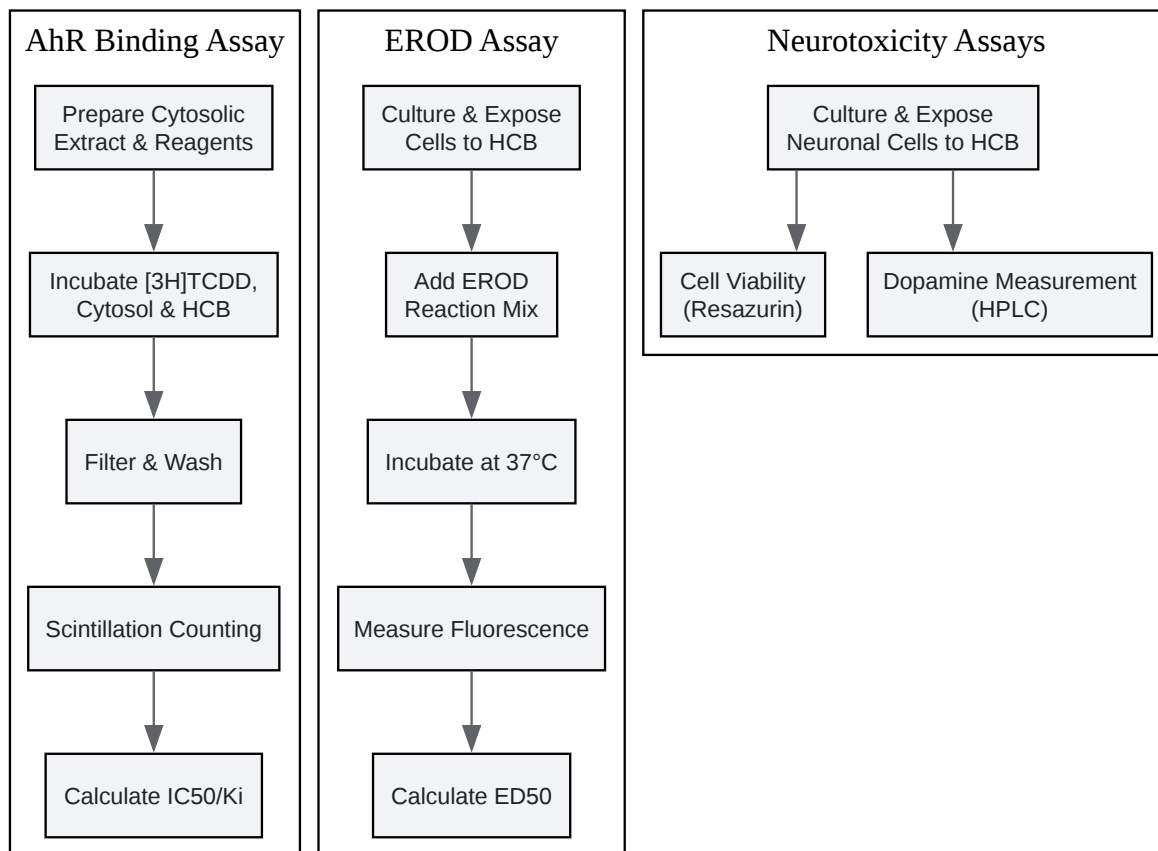 AhR Binding Assay
Prepare Cytosolic
Extract & Reagents
Incubate [3H]TCDD,
Cytosol & HCB
Filter & Wash
Scintillation Counting
Calculate IC50/Ki
EROD Assay
Culture & Expose
Cells to HCB
Add EROD
Reaction Mix
Incubate at 37°C
Measure Fluorescence
Calculate ED50
Neurotoxicity Assays
Culture & Expose
Neuronal Cells to HCB
Cell Viability
(Resazurin)
Dopamine Measurement
(HPLC)